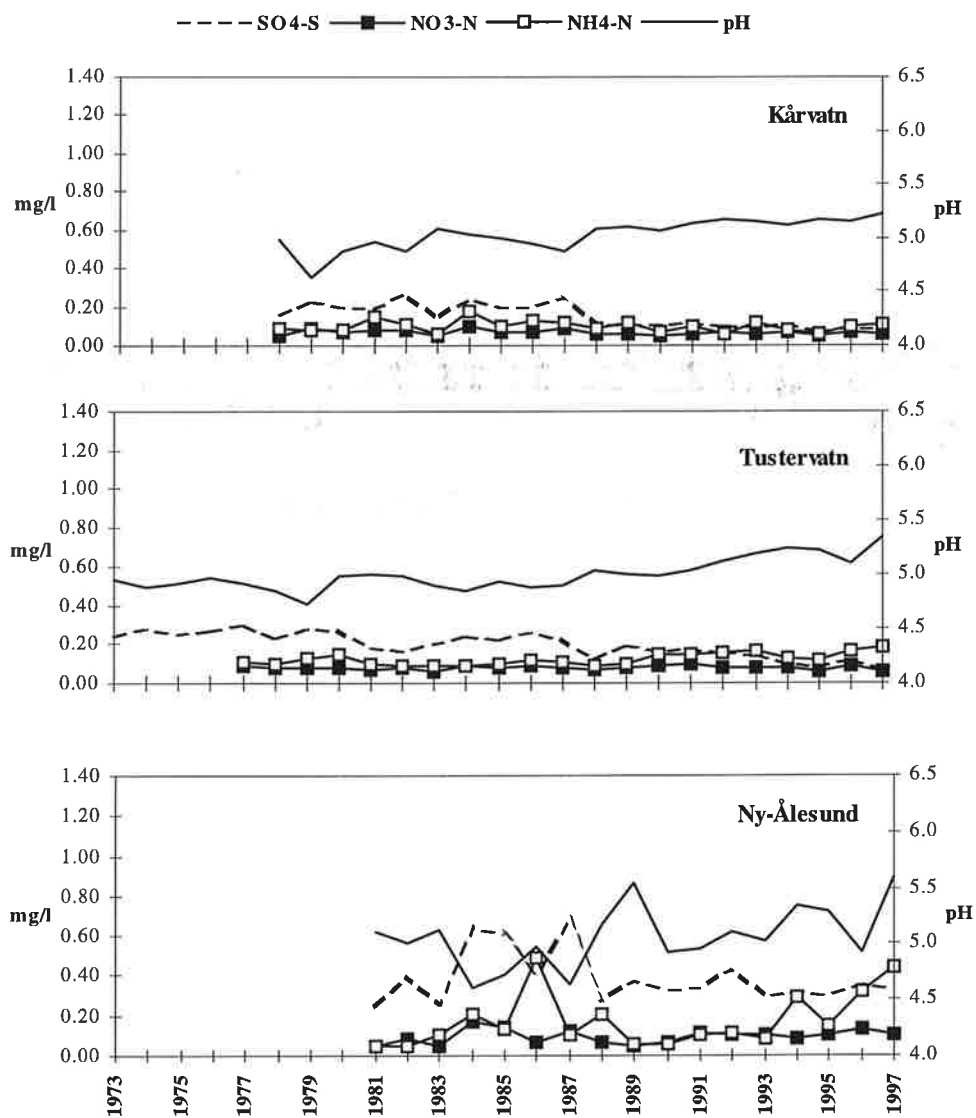 SO4-S NO3-N NH4-N pH
1.40 6.5
1.20 Kårvatn 6.0
1.00 5.5
mg/l 0.80 pH
0.60 5.0
0.40 4.5
0.20
0.00 4.0
1.40 6.5
1.20 Tustervatn 6.0
1.00 5.5
mg/l 0.80 pH
0.60 5.0
0.40 4.5
0.20
0.00 4.0
1.40 6.5
1.20 Ny-Ålesund 6.0
1.00 5.5
0.80
mg/l pH
0.60 5.0
0.40 4.5
0.20
0.00 4.0
1973 1975 1977 1979 1981 1983 1985 1987 1989 1991 1993 1995 1997